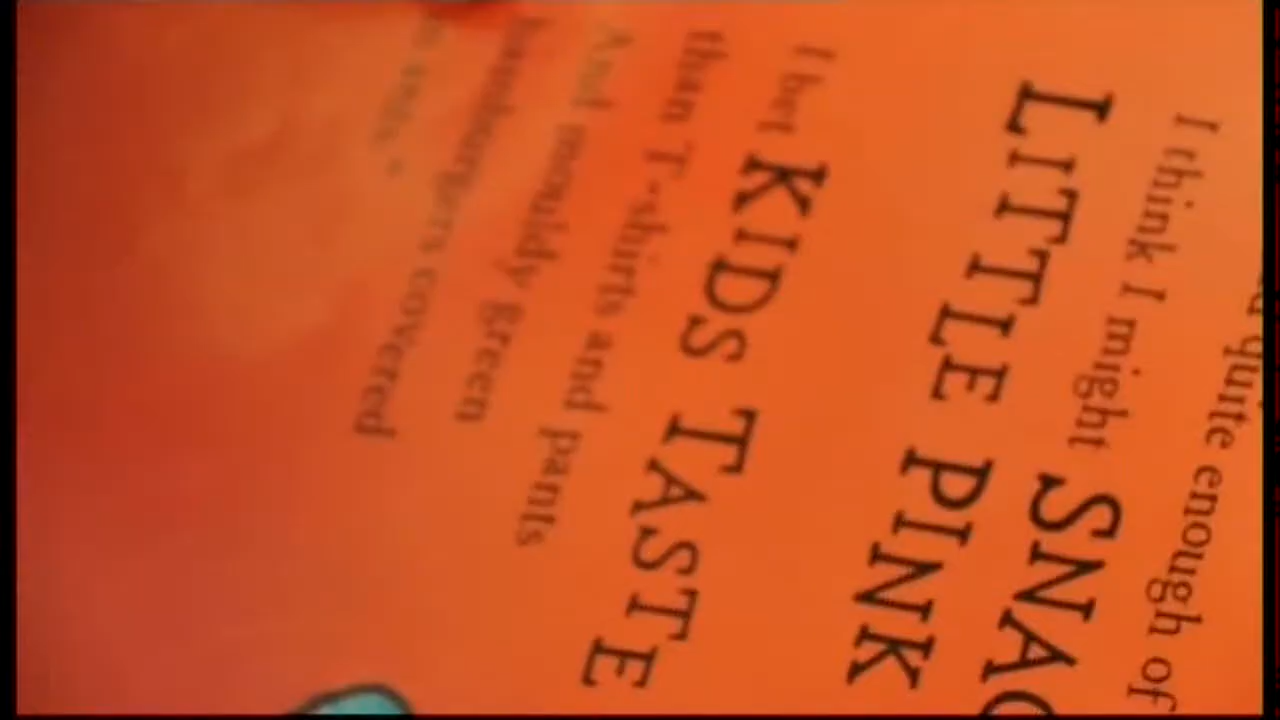 quite enough of
I think I might SNAC
LITTLE PINK
I bet KIDS TASTE
than T-shirts and pants
And mouldy green
hamburgers covered